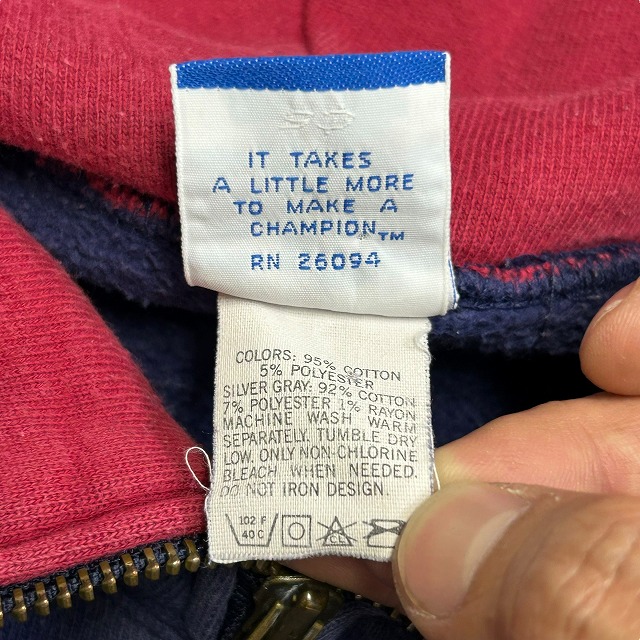 IT TAKES
A LITTLE MORE
TO MAKE A
CHAMPION™
RN 26094
COLORS: 95% COTTON
5% POLYESTER
SILVER GRAY: 92% COTTON
7% POLYESTER 1% RAYON
MACHINE WASH WARM
SEPARATELY. TUMBLE DRY
LOW. ONLY NON-CHLORINE
BLEACH WHEN NEEDED.
DO NOT IRON DESIGN.
102 F
40 C
CL